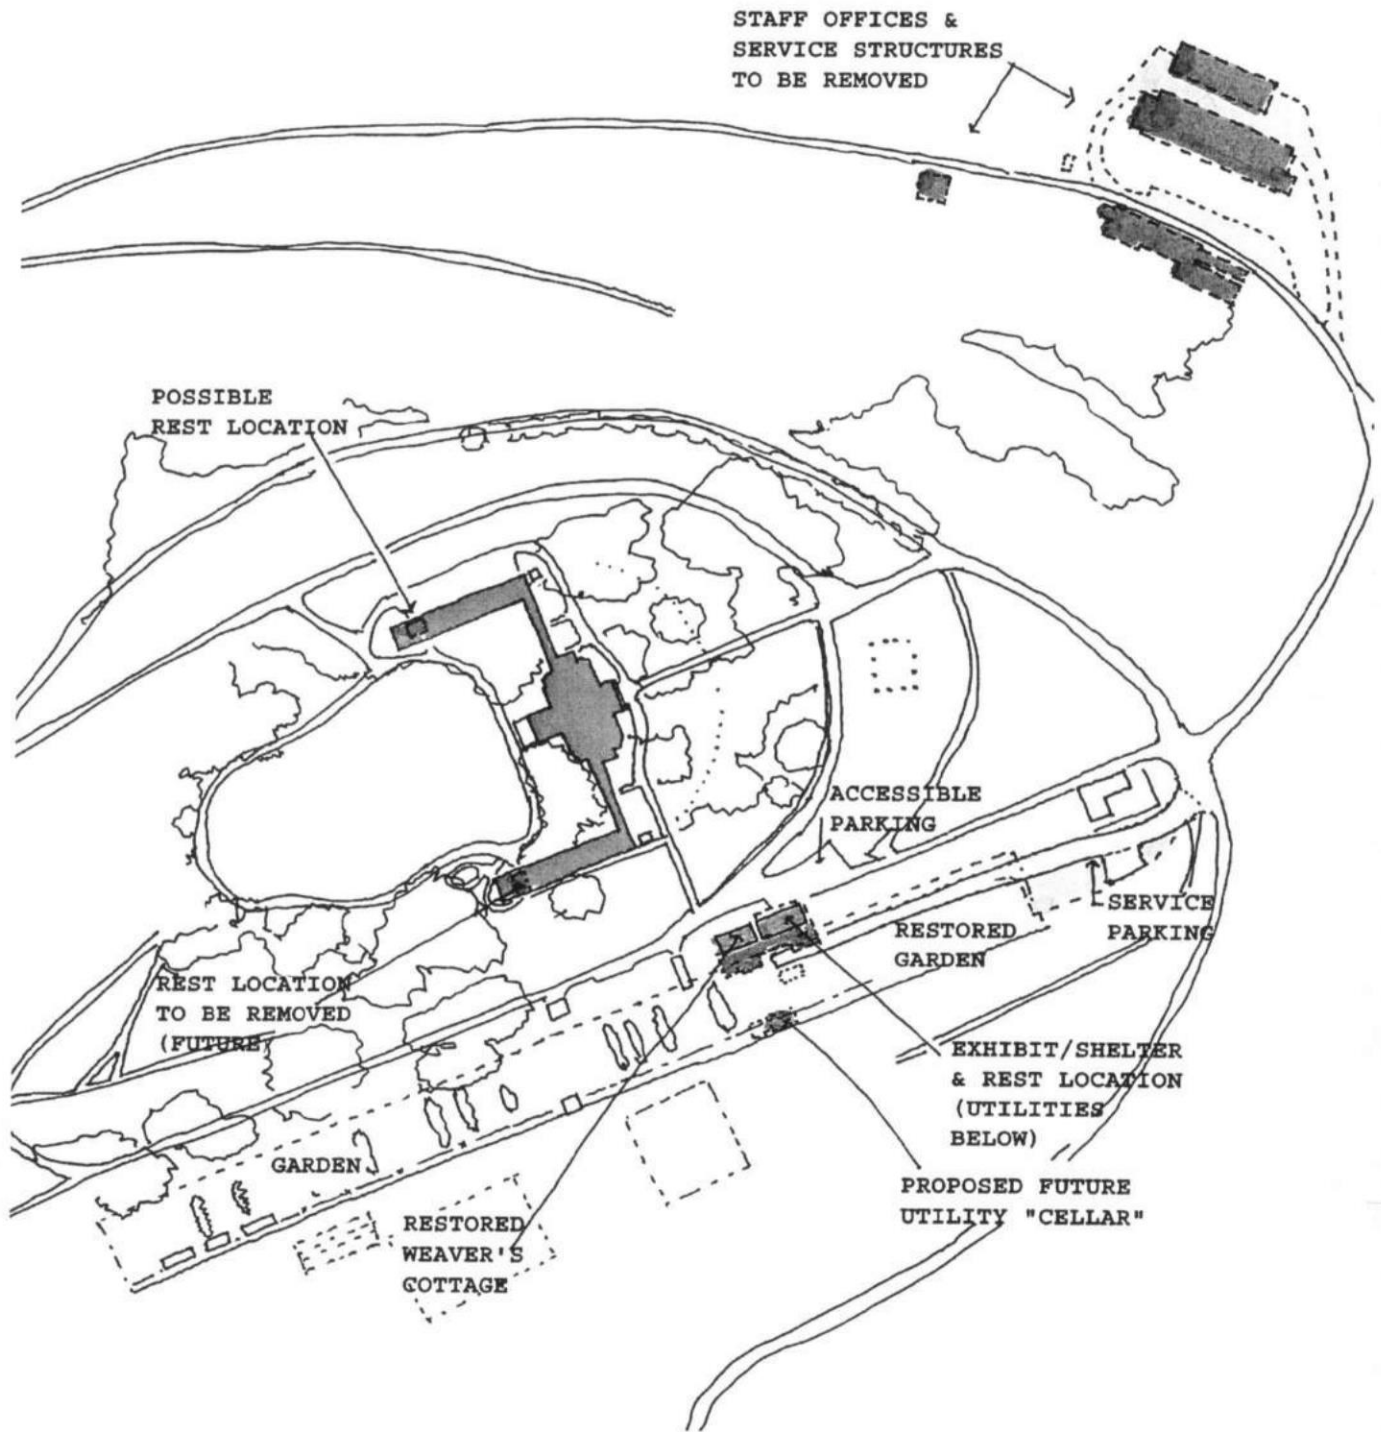 STAFF OFFICES &
SERVICE STRUCTURES
TO BE REMOVED
POSSIBLE
REST LOCATION
ACCESSIBLE
PARKING
SERVICE
PARKING
RESTORED
GARDEN
REST LOCATION
TO BE REMOVED
(FUTURE)
EXHIBIT/SHELTER
& REST LOCATION
(UTILITIES
BELOW)
GARDEN
PROPOSED FUTURE
UTILITY "CELLAR"
RESTORED
WEAVER'S
COTTAGE